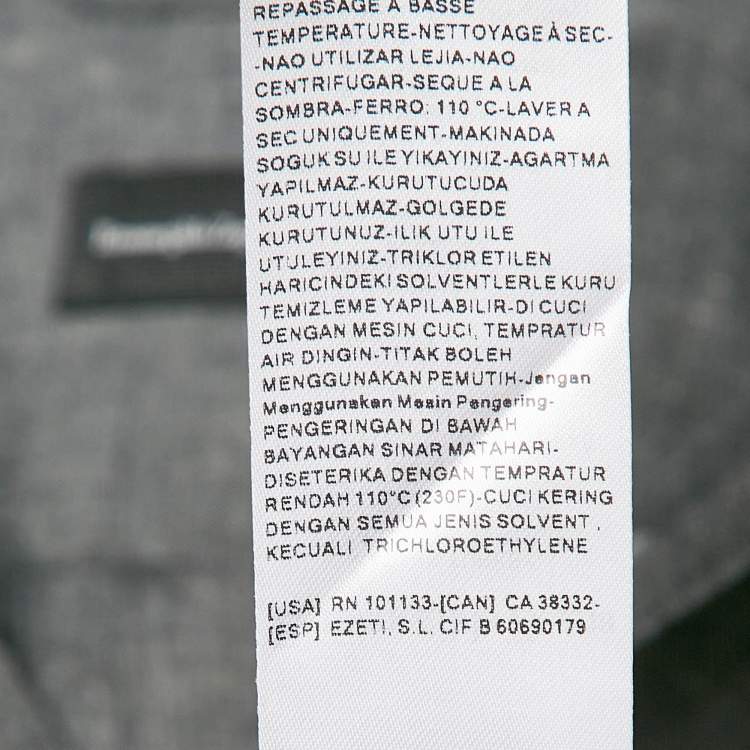 REPASSAGE À BASSE
TEMPERATURE-NETTOYAGE À SEC-
-NAO UTILIZAR LEJIA-NAO
CENTRIFUGAR-SEQUE A LA
SOMBRA-FERRO: 110 °C-LAVER A
SEC UNIQUEMENT-MAKINADA
SOGUK SU ILE YIKAYINIZ-AGARTMA
YAPILMAZ-KURUTUCUDA
KURUTULMAZ-GOLGEDE
KURUTUNUZ-ILIK UTU ILE
UTULEYINIZ-TRIKLOR ETILEN
HARICINDEKI SOLVENTLERLE KURU
TEMIZLEME YAPILABILIR-DI CUCI
DENGAN MESIN CUCI, TEMPRATUR
AIR DINGIN-TITAK BOLEH
MENGGUNAKAN PEMUTIH-Jangan
Menggunakan Mesin Pengering-
PENGERINGAN DI BAWAH
BAYANGAN SINAR MATAHARI-
DISETERIKA DENGAN TEMPRATUR
RENDAH 110°C (230F)-CUCI KERING
DENGAN SEMUA JENIS SOLVENT ,
KECUALI TRICHLOROETHYLENE
[USA] RN 101133-[CAN] CA 38332-
[ESP] EZETI, S.L. CIF B 60690179